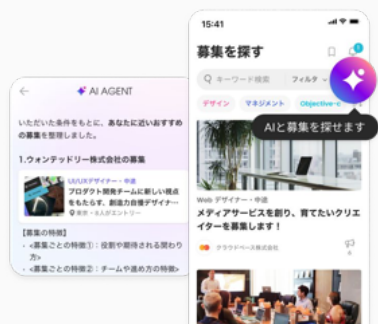 AI AGENT
いただいた条件をもとに、あなたに近いおすすめ
の募集を整理しました。
1.ウォンテッドリー株式会社の募集
UI/UXデザイナー・中途
プロダクト開発チームに新しい視点
をもたらす、創造力自慢デザイナ…
東京・8人がエントリー
【募集の特徴】
・<募集ごとの特徴①：役割や期待される関わり
方>
・<募集ごとの特徴②：チームや進め方の特徴>
15:41
募集を探す
キーワード検索
フィルタ
デザイン
マネジメント
Objective-c
AIと募集を探せます
Web デザイナー・中途
メディアサービスを創り、育てたいクリエ
イターを募集します！
クラウドベース株式会社